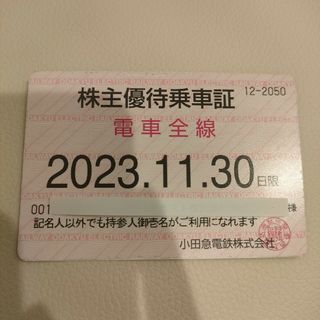 12-2050
株主優待乗車証
電車全線
2023.11.30日限
001 様
記名人以外でも持参人御壱名がご利用になれます
小田急電鉄株式会社